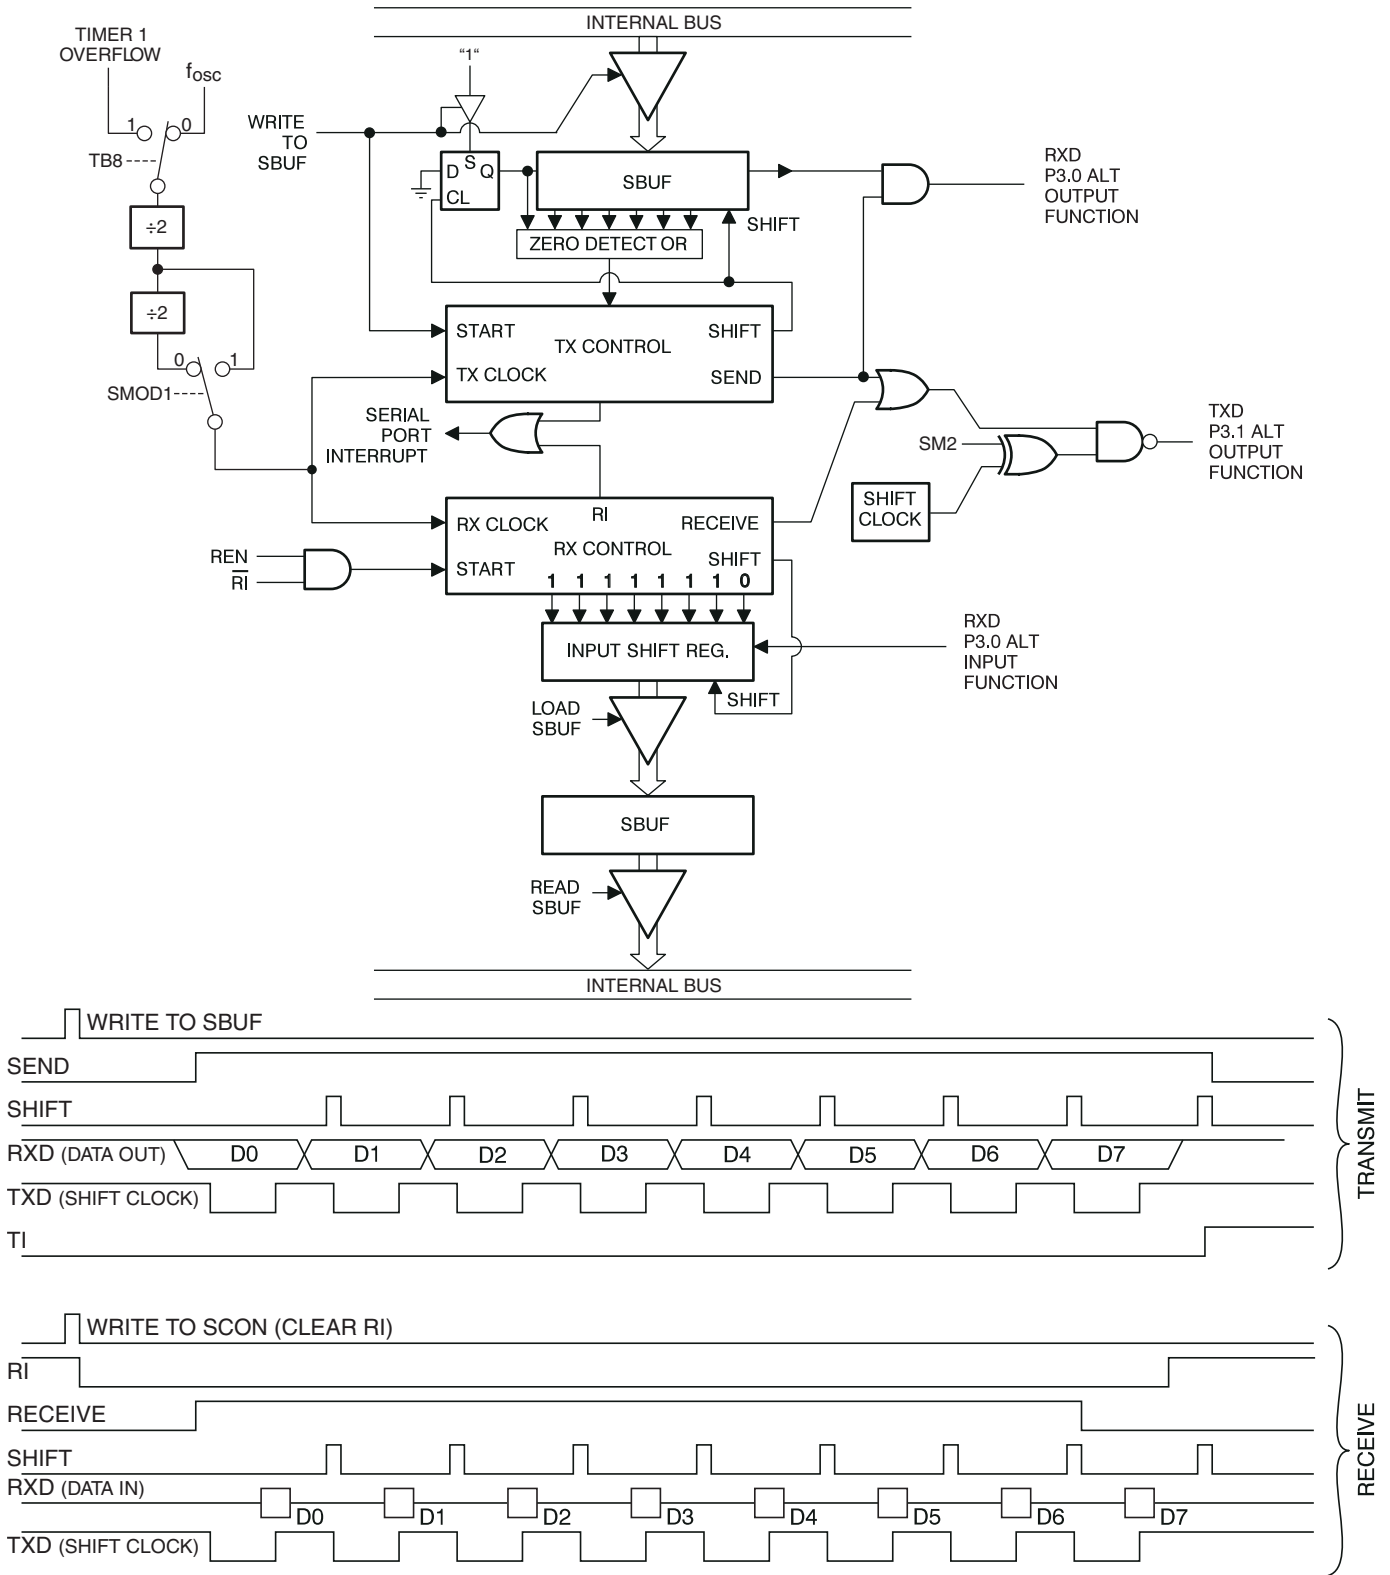 INTERNAL BUS
TIMER 1
OVERFLOW
fosc
"1"
1
0
TB8
WRITE
TO
SBUF
D
S
Q
CL
SBUF
RXD
P3.0 ALT
OUTPUT
FUNCTION
÷2
SHIFT
ZERO DETECT OR
÷2
START
SHIFT
TX CONTROL
TX CLOCK
SEND
0
1
SMOD1
SERIAL
PORT
INTERRUPT
SM2
TXD
P3.1 ALT
OUTPUT
FUNCTION
SHIFT
CLOCK
RX CLOCK
RI
RECEIVE
RX CONTROL
SHIFT
START
REN
RI
1 1 1 1 1 1 1 0
INPUT SHIFT REG.
RXD
P3.0 ALT
INPUT
FUNCTION
SHIFT
LOAD
SBUF
SBUF
READ
SBUF
INTERNAL BUS
WRITE TO SBUF
SEND
SHIFT
RXD (DATA OUT)
D0 D1 D2 D3 D4 D5 D6 D7
TXD (SHIFT CLOCK)
TI
TRANSMIT
WRITE TO SCON (CLEAR RI)
RI
RECEIVE
SHIFT
RXD (DATA IN)
D0 D1 D2 D3 D4 D5 D6 D7
TXD (SHIFT CLOCK)
RECEIVE